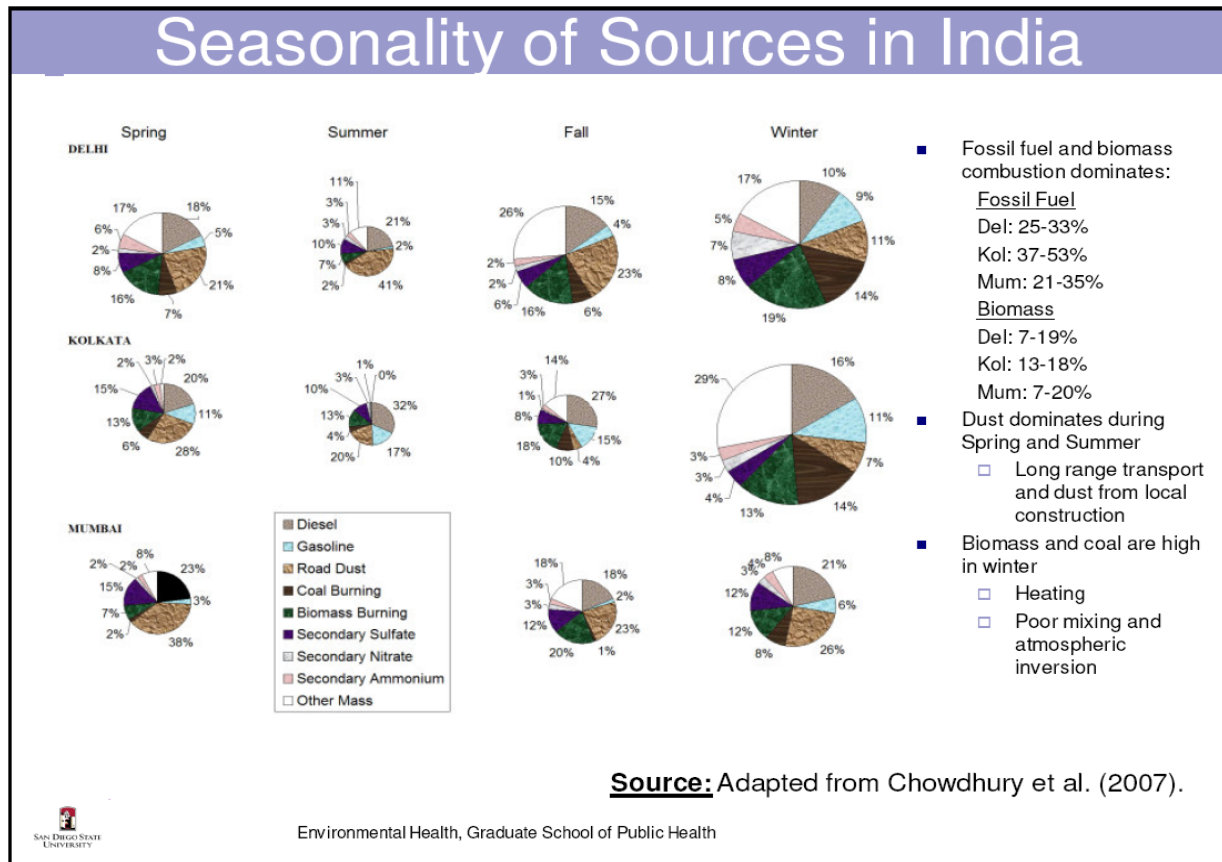 Seasonality of Sources in India
Spring
Summer
Fall
Winter
DELHI
17%
18%
6%
5%
2%
8%
21%
16%
7%
11%
3%
21%
3%
2%
10%
7%
2%
41%
15%
26%
4%
2%
23%
2%
6%
16%
6%
17%
10%
9%
5%
11%
7%
8%
14%
19%
KOLKATA
2%
3%
2%
20%
15%
11%
13%
6%
28%
1%
0%
3%
10%
32%
13%
4%
17%
20%
14%
3%
27%
1%
8%
15%
18%
4%
10%
16%
29%
11%
3%
7%
3%
4%
14%
13%
MUMBAI
8%
2%
2%
23%
15%
3%
7%
2%
38%
18%
18%
3%
2%
3%
12%
23%
20%
1%
8%
4%
3%
21%
12%
6%
12%
26%
8%
Diesel
Gasoline
Road Dust
Coal Burning
Biomass Burning
Secondary Sulfate
Secondary Nitrate
Secondary Ammonium
Other Mass
Fossil fuel and biomass
combustion dominates:
Fossil Fuel
Del: 25-33%
Kol: 37-53%
Mum: 21-35%
Biomass
Del: 7-19%
Kol: 13-18%
Mum: 7-20%
Dust dominates during
Spring and Summer
Long range transport
and dust from local
construction
Biomass and coal are high
in winter
Heating
Poor mixing and
atmospheric
inversion
Source: Adapted from Chowdhury et al. (2007).
SAN DIEGO STATE
UNIVERSITY
Environmental Health, Graduate School of Public Health